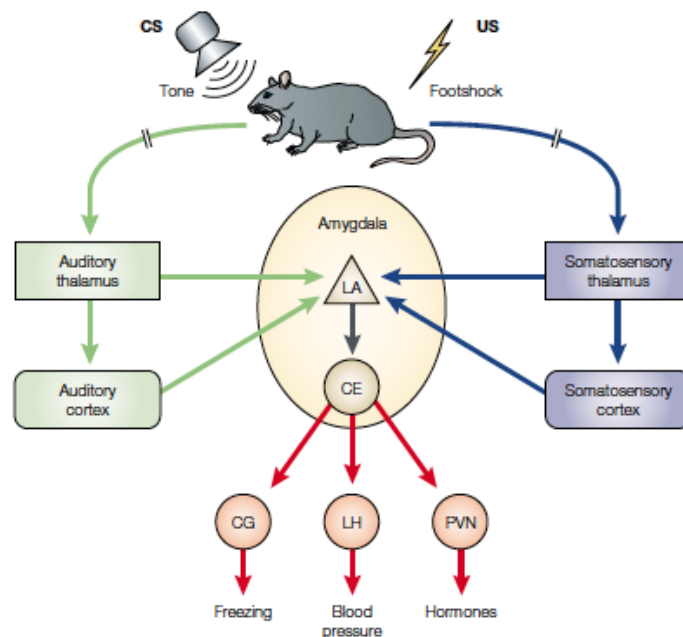 CS
US
Tone
Footshock
Amygdala
Auditory
thalamus
LA
Somatosensory
thalamus
Auditory
cortex
CE
Somatosensory
cortex
CG
LH
PVN
Freezing
Blood
pressure
Hormones